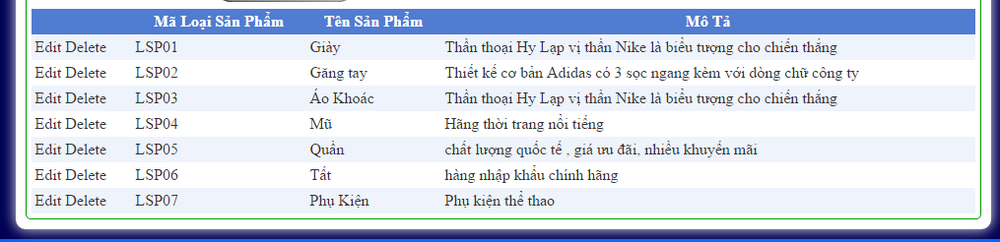 Mã Loại Sản Phẩm Tên Sản Phẩm Mô Tả
Edit Delete LSP01 Giày Thần thoại Hy Lạp vị thần Nike là biểu tượng cho chiến thắng
Edit Delete LSP02 Găng tay Thiết kế cơ bản Adidas có 3 sọc ngang kèm với dòng chữ công ty
Edit Delete LSP03 Áo Khoác Thần thoại Hy Lạp vị thần Nike là biểu tượng cho chiến thắng
Edit Delete LSP04 Mũ Hãng thời trang nổi tiếng
Edit Delete LSP05 Quần chất lượng quốc tế , giá ưu đãi, nhiều khuyến mãi
Edit Delete LSP06 Tất hàng nhập khẩu chính hãng
Edit Delete LSP07 Phụ Kiện Phụ kiện thể thao